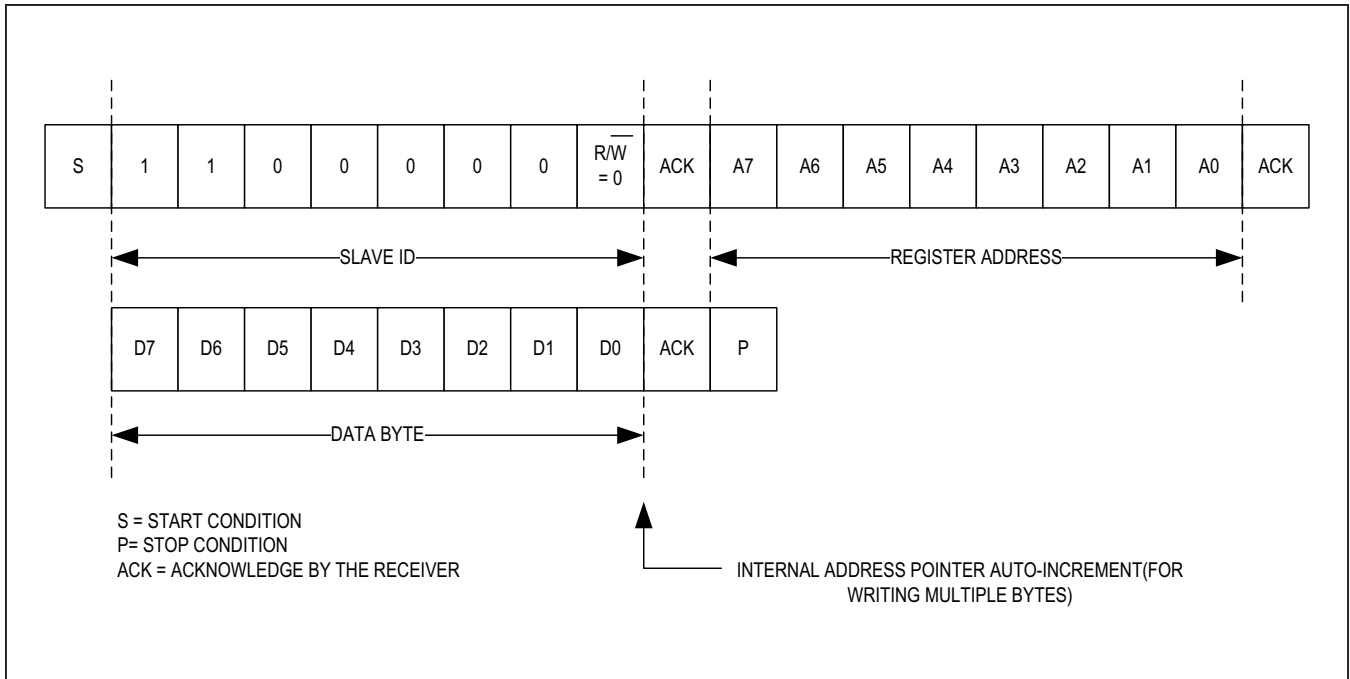 S 1 1 0 0 0 0 0 R/W = 0 ACK A7 A6 A5 A4 A3 A2 A1 A0 ACK
SLAVE ID REGISTER ADDRESS
D7 D6 D5 D4 D3 D2 D1 D0 ACK P
DATA BYTE
S = START CONDITION
P= STOP CONDITION
ACK = ACKNOWLEDGE BY THE RECEIVER
INTERNAL ADDRESS POINTER AUTO-INCREMENT(FOR
WRITING MULTIPLE BYTES)